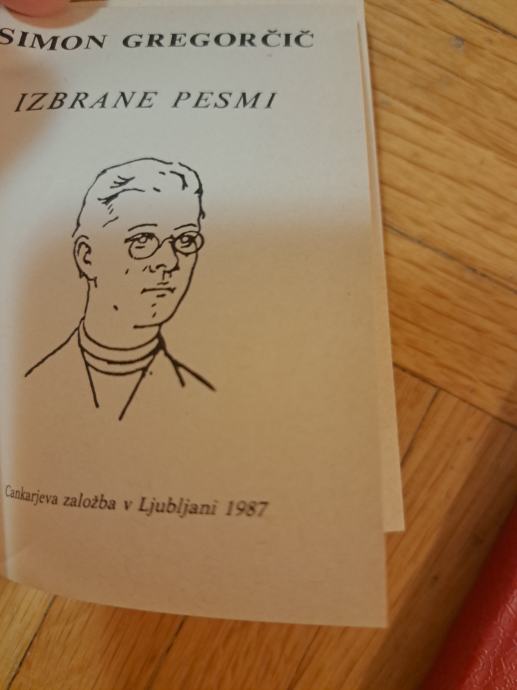 SIMON GREGORČIČ
IZBRANE PESMI
Cankarjeva založba v Ljubljani 1987